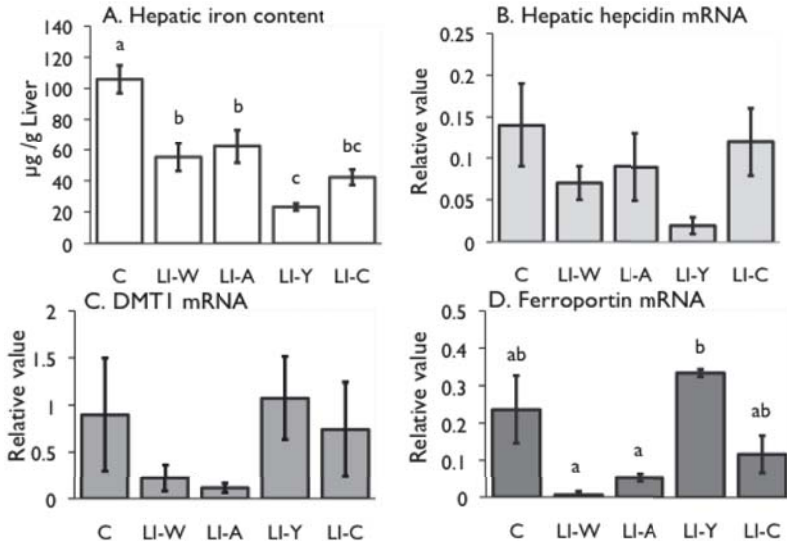 A. Hepatic iron content
µg /g Liver
140
120
100
80
60
40
20
0
a
b
b
c
bc
C LI-W LI-A LI-Y LI-C
B. Hepatic hepcidin mRNA
Relative value
0.25
0.2
0.15
0.1
0.05
0
C LI-W LI-A LI-Y LI-C
C. DMT1 mRNA
Relative value
2
1.5
1
0.5
0
C LI-W LI-A LI-Y LI-C
D. Ferroportin mRNA
Relative value
0.5
0.4
0.3
0.2
0.1
0
ab
a
a
b
ab
C LI-W LI-A LI-Y LI-C